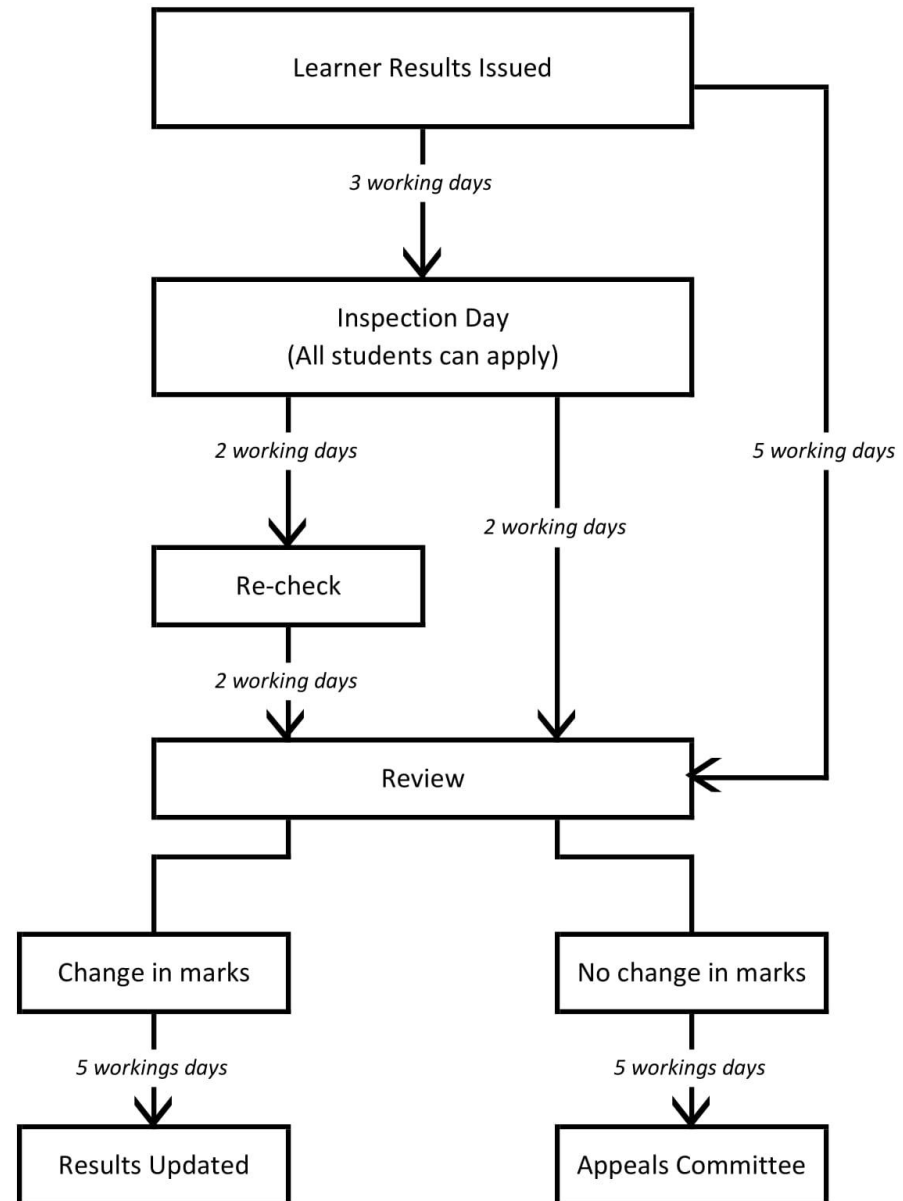 Learner Results Issued
3 working days
Inspection Day
(All students can apply)
2 working days
5 working days
2 working days
Re-check
2 working days
Review
Change in marks
No change in marks
5 workings days
5 workings days
Results Updated
Appeals Committee